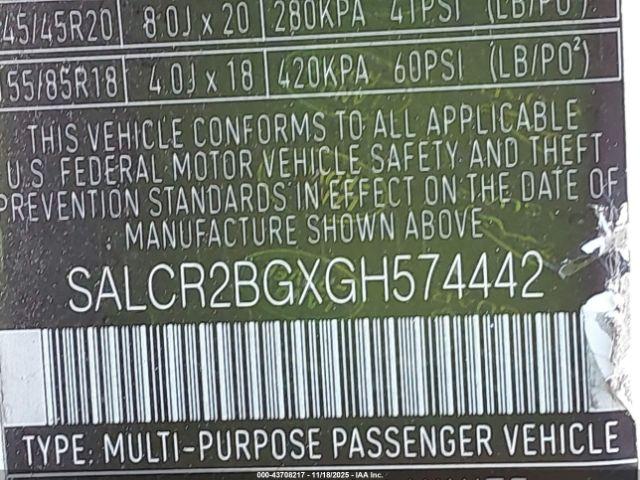 45/45R20 8.0J x 20 280KPA 41PSI (LB/PO²)
155/85R18 4.0J x 18 420KPA 60PSI (LB/PO²)
THIS VEHICLE CONFORMS TO ALL APPLICABLE
U.S FEDERAL MOTOR VEHICLE SAFETY AND THEFT
PREVENTION STANDARDS IN EFFECT ON THE DATE OF
MANUFACTURE SHOWN ABOVE
SALCR2BGXGH574442
TYPE: MULTI-PURPOSE PASSENGER VEHICLE
000-43708217 - 11/18/2025 - IAA Inc.